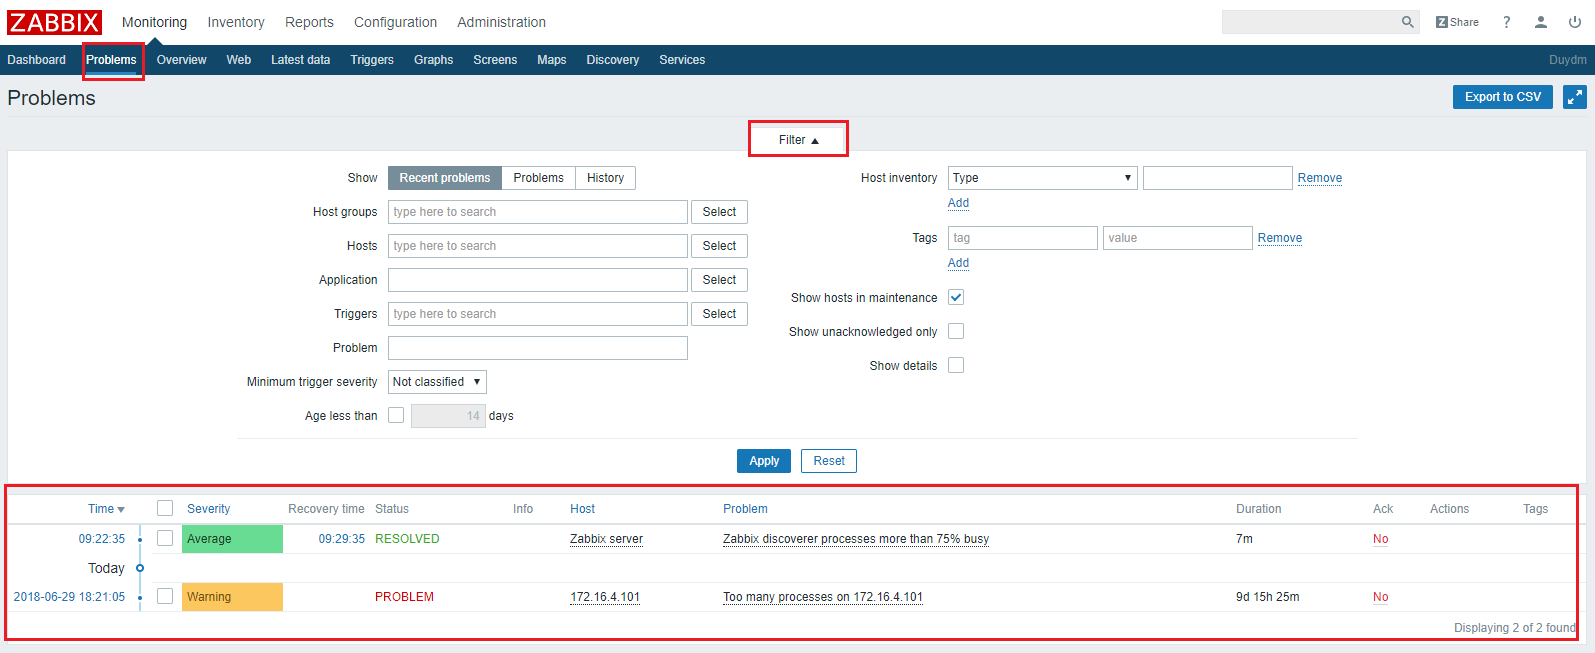 ZABBIX Monitoring Inventory Reports Configuration Administration Z Share ?
Dashboard Problems Overview Web Latest data Triggers Graphs Screens Maps Discovery Services Duydm
Problems Export to CSV
Filter ▲
Show Recent problems Problems History Host inventory Type ▼ Remove
Add
Host groups type here to search Select
Hosts type here to search Select Tags tag value Remove
Add
Application Select
Show hosts in maintenance
Triggers type here to search Select
Show unacknowledged only
Problem
Show details
Minimum trigger severity Not classified ▼
Age less than 14 days
Apply Reset
Time ▼ Severity Recovery time Status Info Host Problem Duration Ack Actions Tags
09:22:35 Average 09:29:35 RESOLVED Zabbix server Zabbix discoverer processes more than 75% busy 7m No
Today
2018-06-29 18:21:05 Warning PROBLEM 172.16.4.101 Too many processes on 172.16.4.101 9d 15h 25m No
Displaying 2 of 2 found